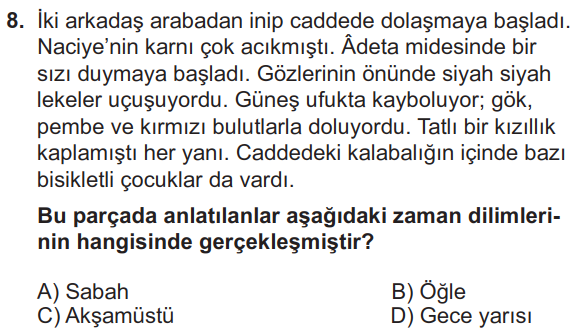 8. İki arkadaş arabadan inip caddede dolaşmaya başladı.
Naciye'nin karnı çok acıkmıştı. Âdeta midesinde bir
sızı duymaya başladı. Gözlerinin önünde siyah siyah
lekeler uçuşuyordu. Güneş ufukta kayboluyor; gök,
pembe ve kırmızı bulutlarla doluyordu. Tatlı bir kızıllık
kaplamıştı her yanı. Caddedeki kalabalığın içinde bazı
bisikletli çocuklar da vardı.
Bu parçada anlatılanlar aşağıdaki zaman dilimleri-
nin hangisinde gerçekleşmiştir?
A) Sabah B) Öğle
C) Akşamüstü D) Gece yarısı